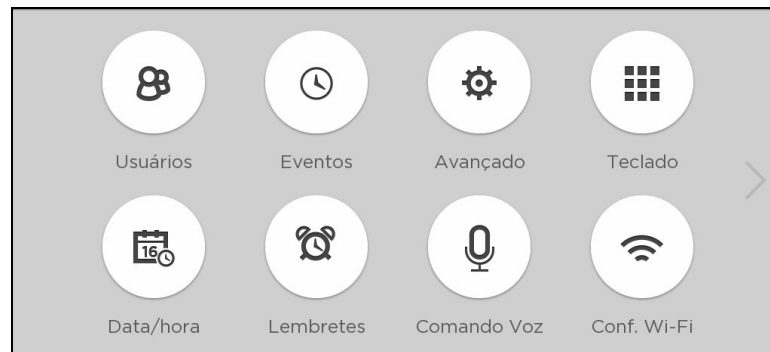 Usuários Eventos Avançado Teclado
16
Data/hora Lembretes Comando Voz Conf. Wi-Fi